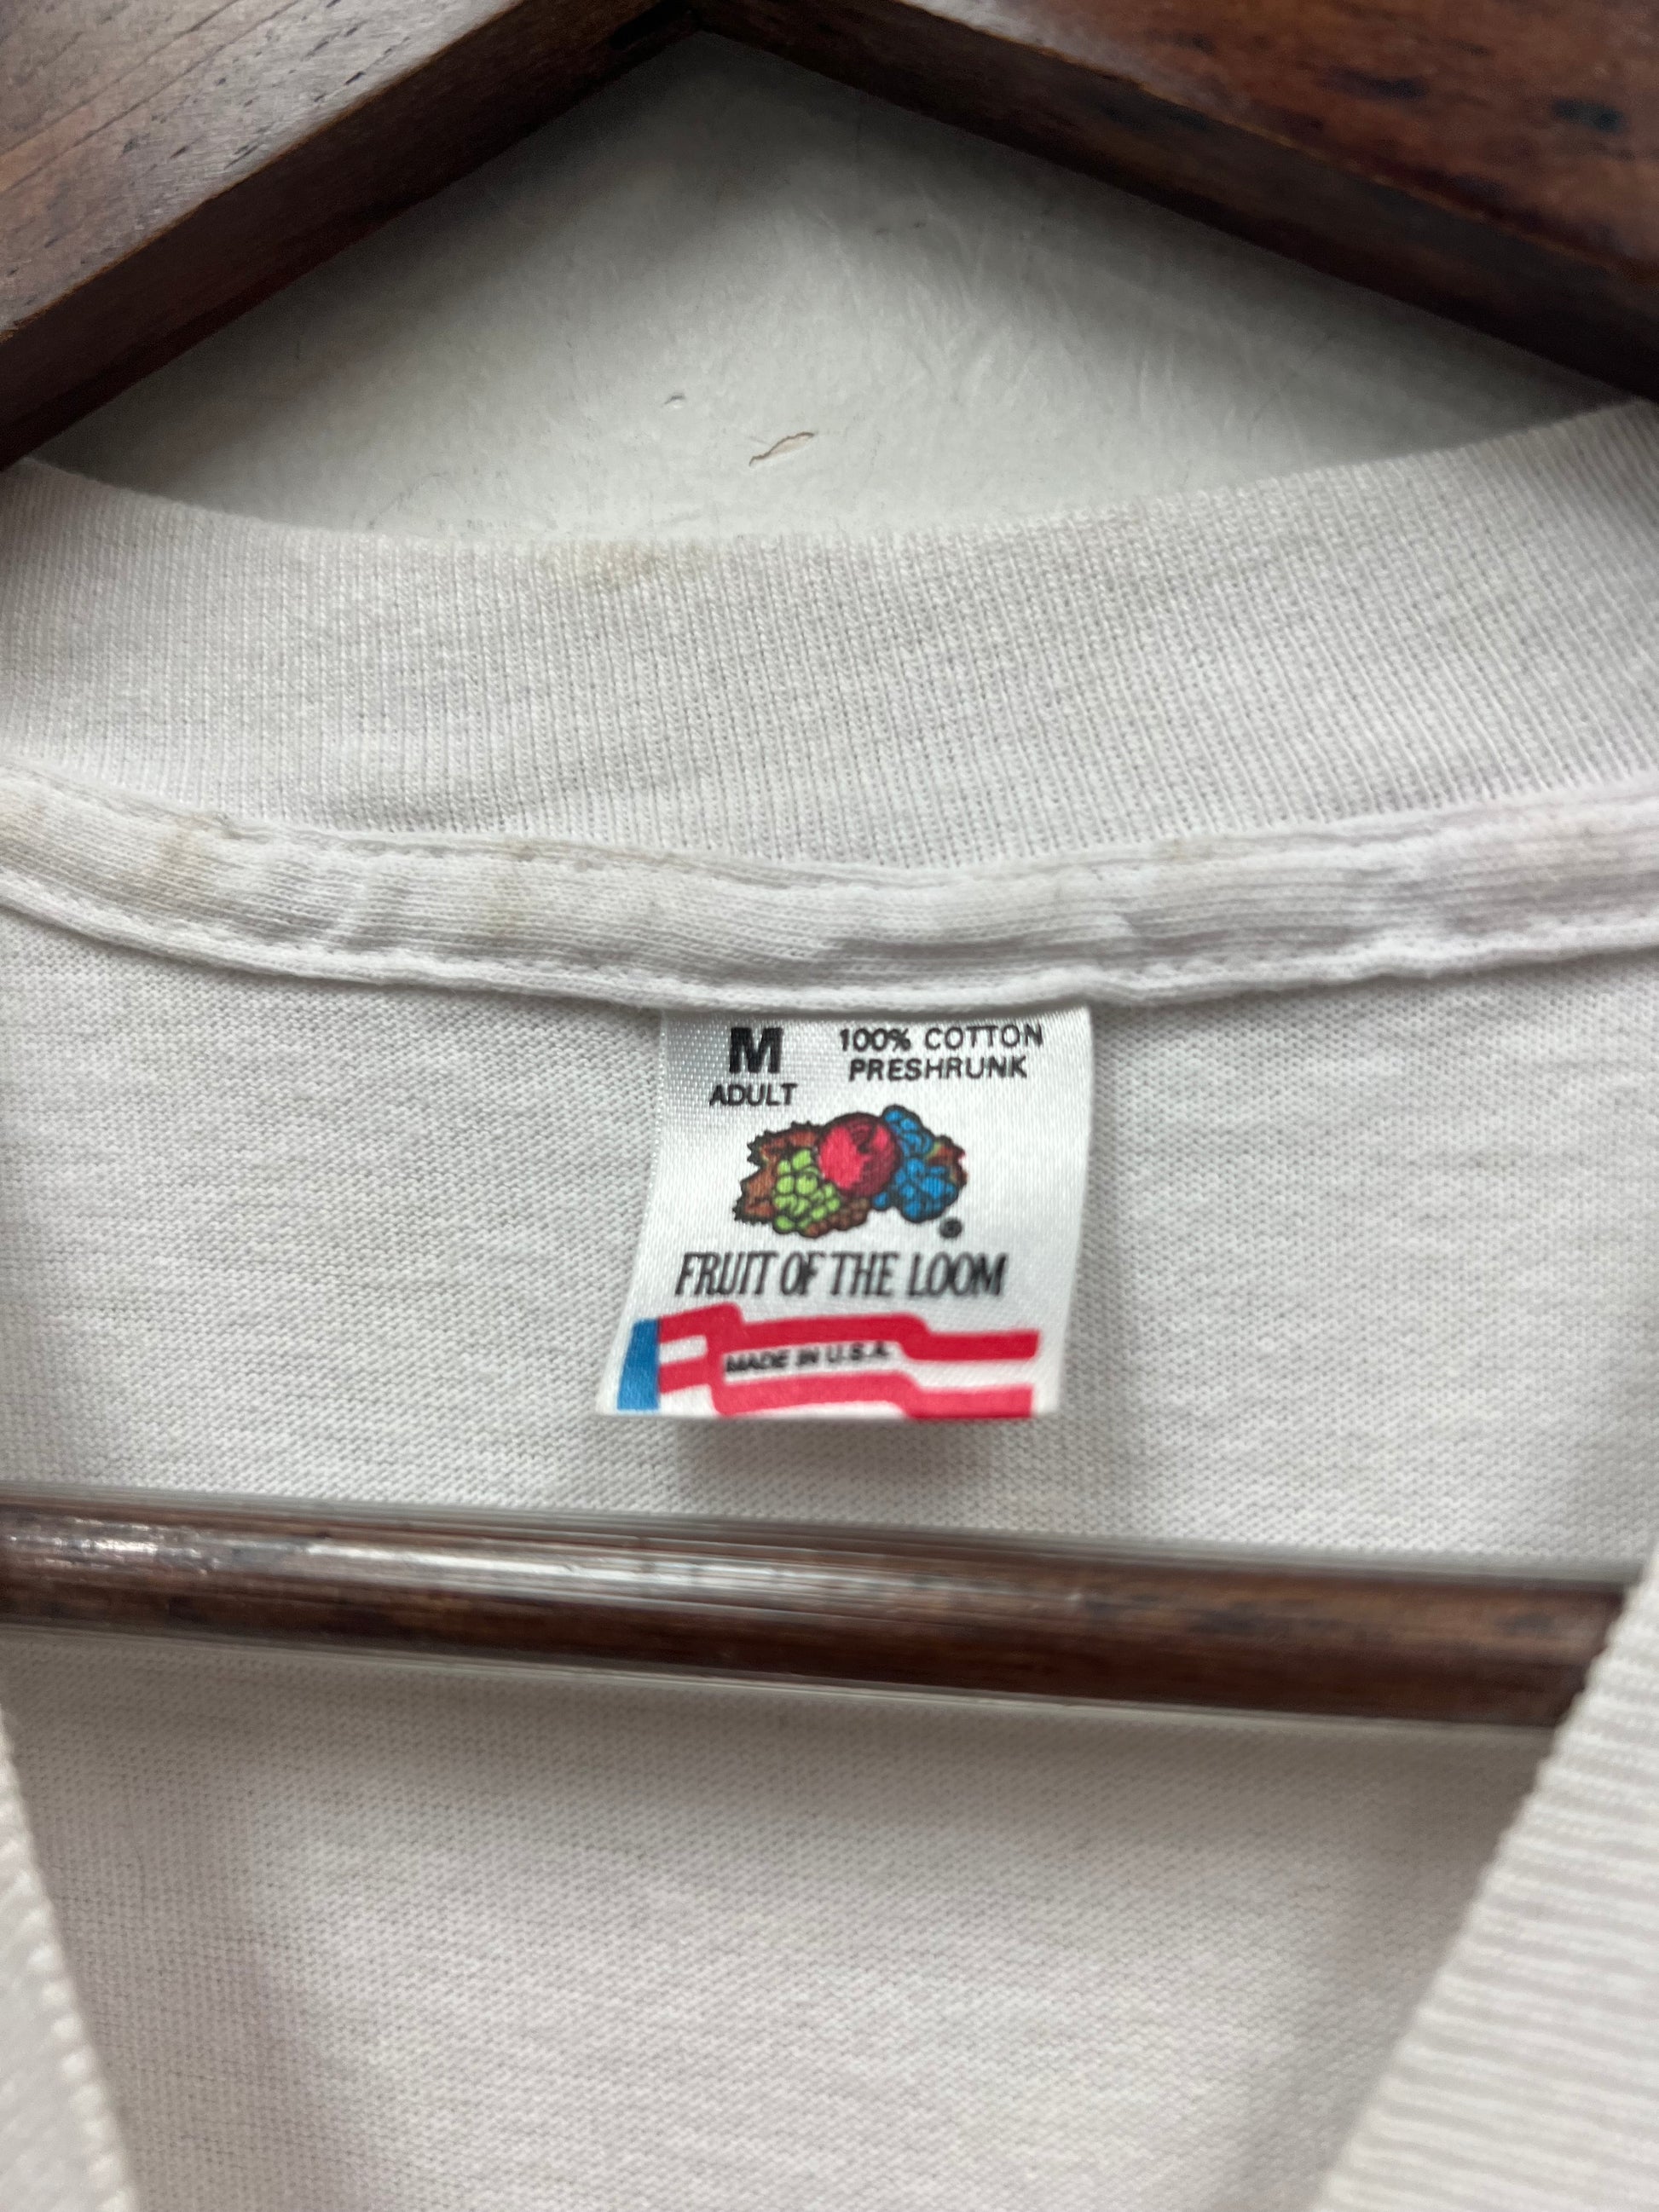 M
ADULT
100% COTTON
PRESHRUNK
®
FRUIT OF THE LOOM
MADE IN U.S.A.